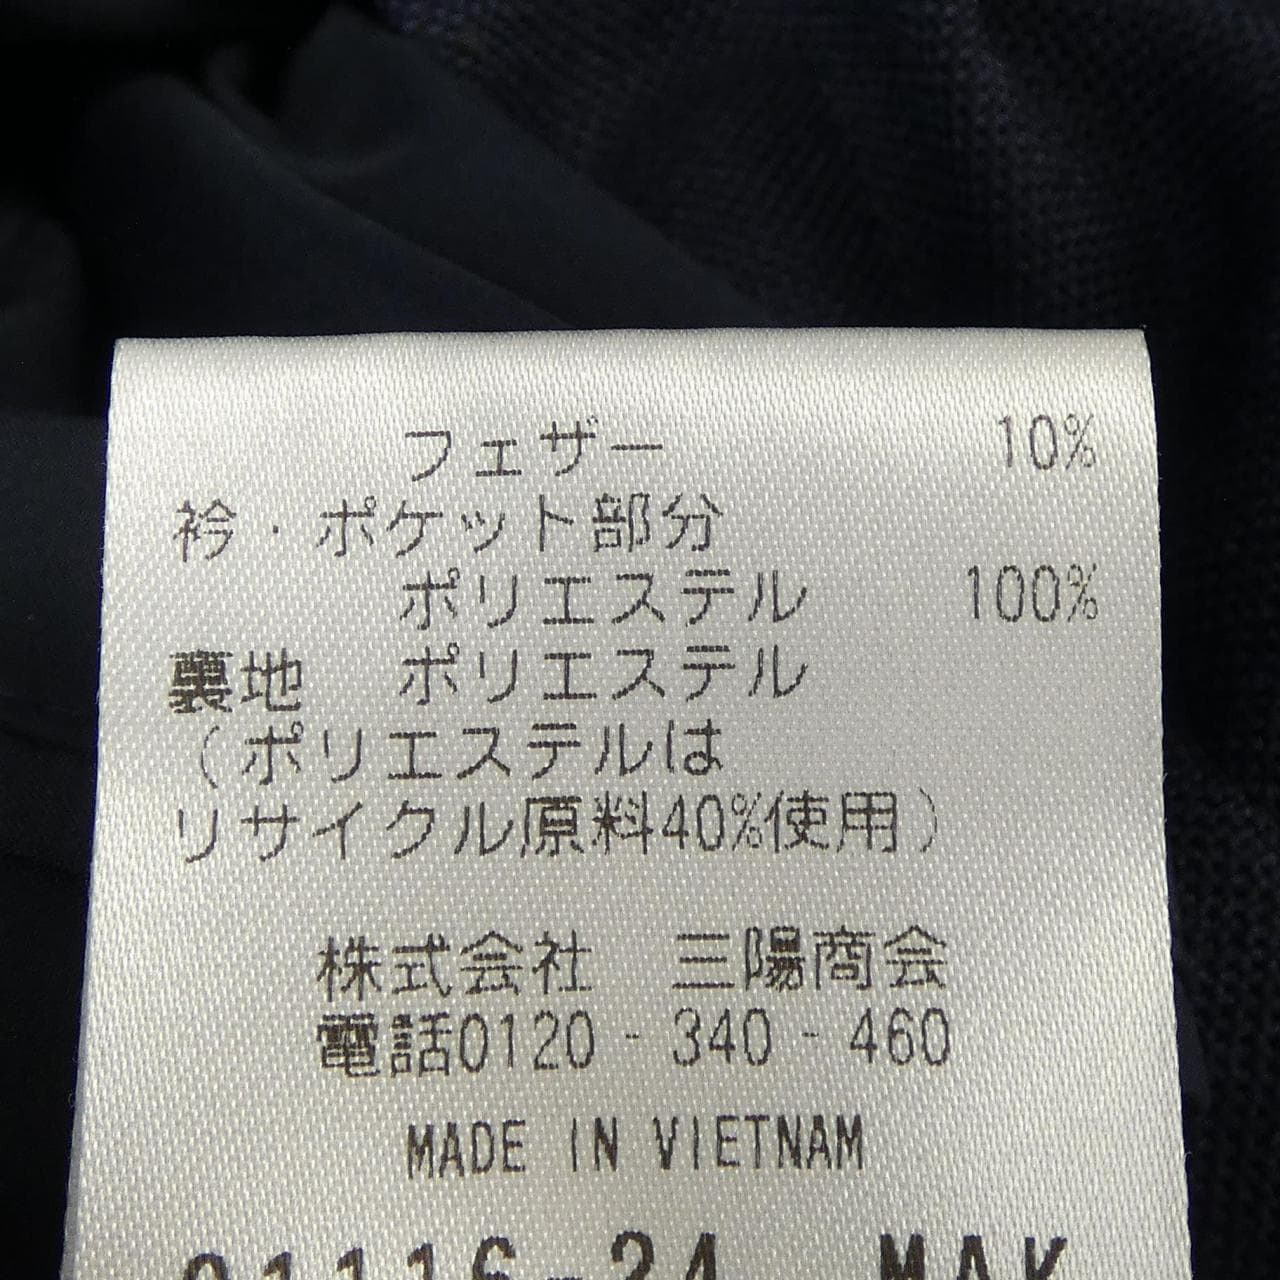 フェザー 10%
衿・ポケット部分
ポリエステル 100%
裏地 ポリエステル
(ポリエステルは
リサイクル原料40%使用)
株式会社 三陽商会
電話0120-340-460
MADE IN VIETNAM
01116-24 MAK